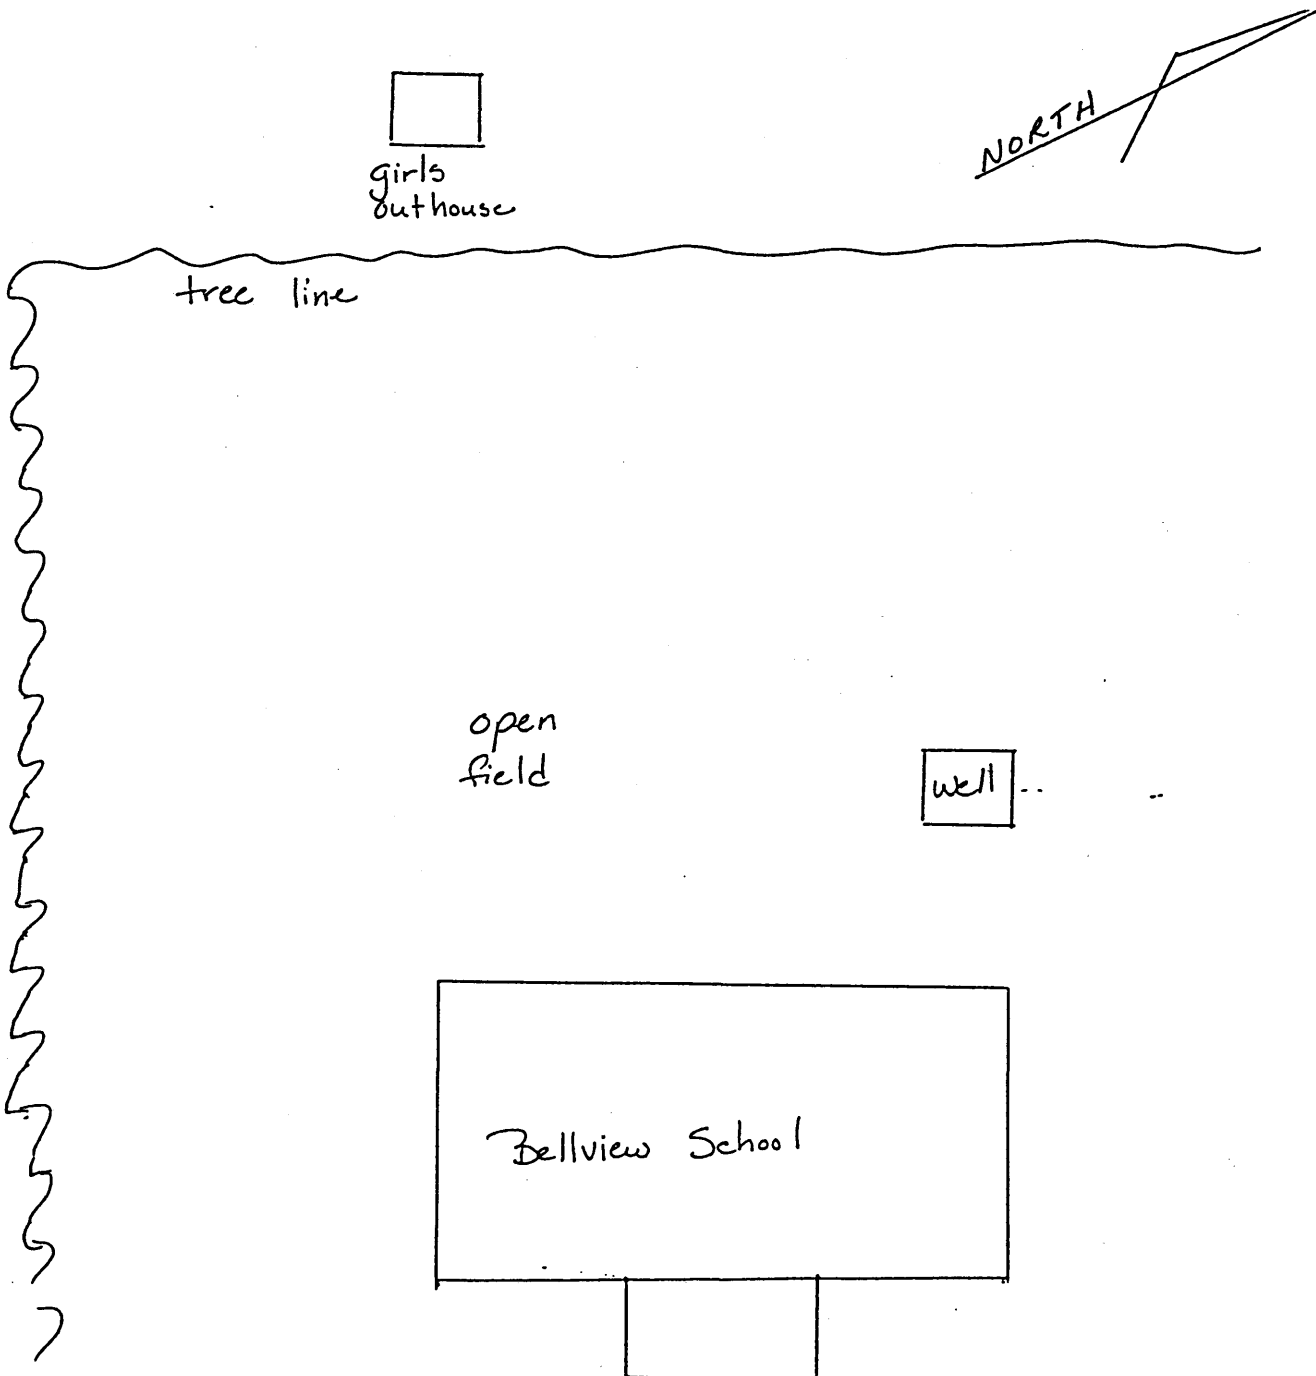 NORTH
girls
outhouse
tree line
open
field
well
Bellview School